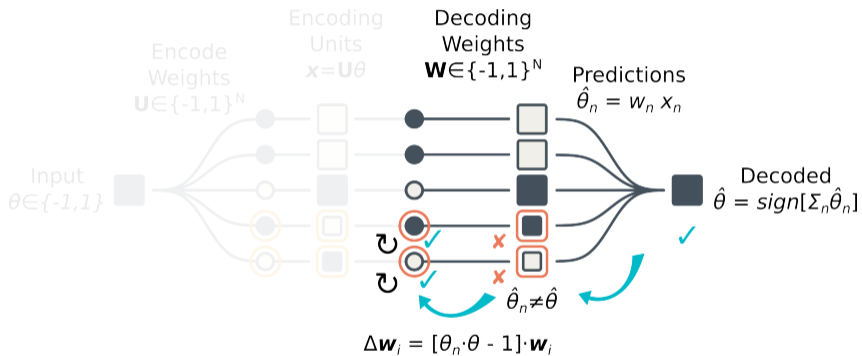 Encoding
Units
x=Uθ
Decoding
Weights
W∈{-1,1}ᴺ
Encode
Weights
U∈{-1,1}ᴺ
Predictions
θ̂ₙ = wₙ xₙ
Input
θ∈{-1,1}
Decoded
θ̂ = sign[Σₙθ̂ₙ]
↻ ✓ ✘ ✓
↻ ✓ ✘
θ̂ₙ≠θ̂
Δwᵢ = [θₙ·θ - 1]·wᵢ